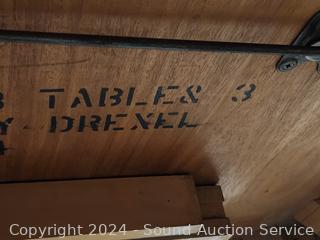 TABLES 3
DREXEL
Copyright © 2024 - Sound Auction Service